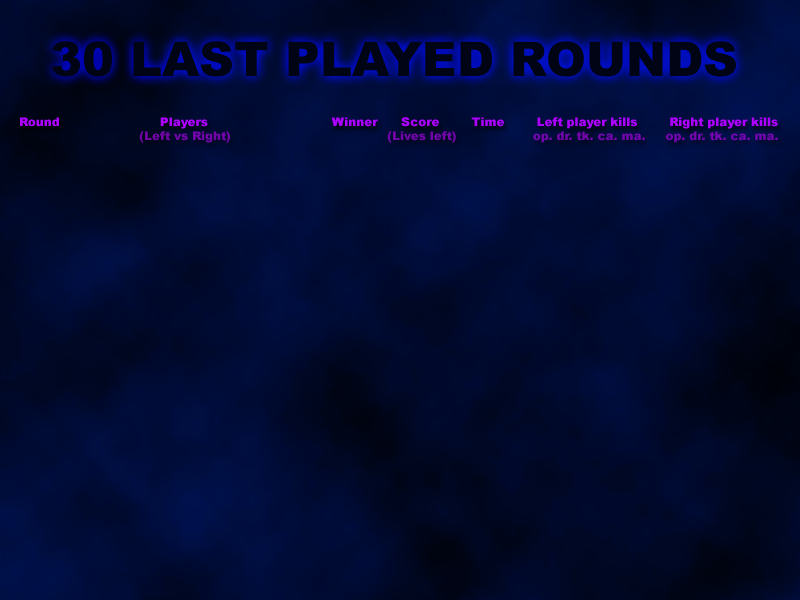 30 LAST PLAYED ROUNDS
Round Players Winner Score Time Left player kills Right player kills
(Left vs Right) (Lives left) op. dr. tk. ca. ma. op. dr. tk. ca. ma.